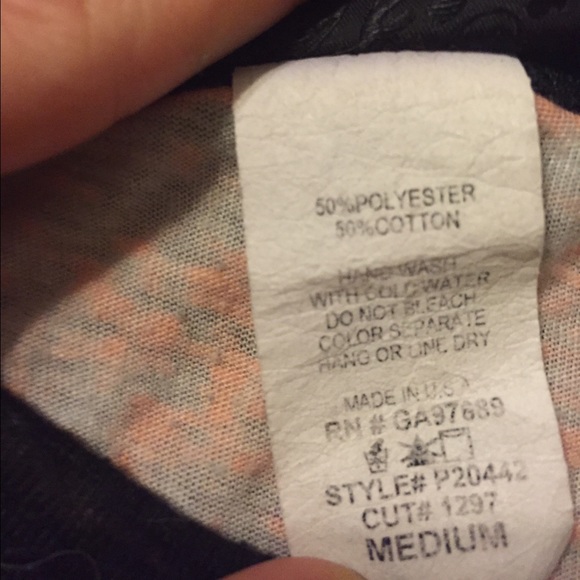 50%POLYESTER
50%COTTON
HAND WASH
WITH COLD WATER
DO NOT BLEACH
COLOR SEPARATE
HANG OR LINE DRY
MADE IN U.S.A
RN # GA97689
STYLE# P20442
CUT# 1297
MEDIUM